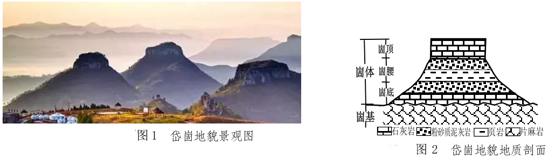 崮顶
崮体
崮腰
崮底
崮基
石灰岩 粉砂质泥灰岩 页岩 片麻岩
图1 岱崮地貌景观图
图2 岱崮地貌地质剖面